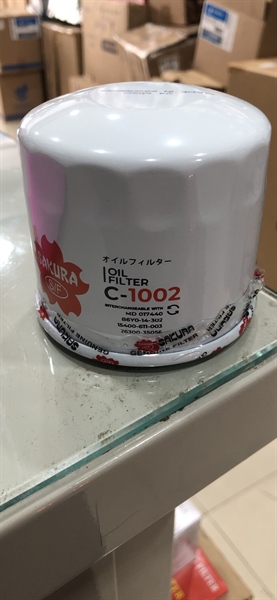 オイルフィルター
SAKURA
OIL
FILTER
C-1002
INTERCHANGEABLE WITH
MD 017440
B6Y0-14-302
15400-611-003
26300-35056
SAKURA
GENUINE FILTER